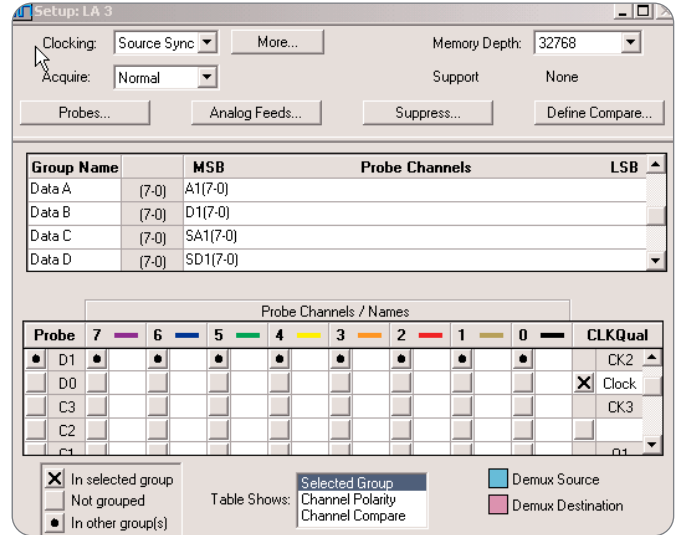 Setup: LA 3
Clocking: Source Sync More... Memory Depth: 32768
Acquire: Normal Support None
Probes... Analog Feeds... Suppress... Define Compare...
Group Name MSB Probe Channels LSB
Data A (7-0) A1(7-0)
Data B (7-0) D1(7-0)
Data C (7-0) SA1(7-0)
Data D (7-0) SD1(7-0)
Probe Channels / Names
Probe 7 6 5 4 3 2 1 0 CLKQual
D1 CK2
D0 Clock
C3 CK3
C2
C1 Q1
In selected group
Not grouped
In other group(s)
Table Shows: Selected Group
Channel Polarity
Channel Compare
Demux Source
Demux Destination